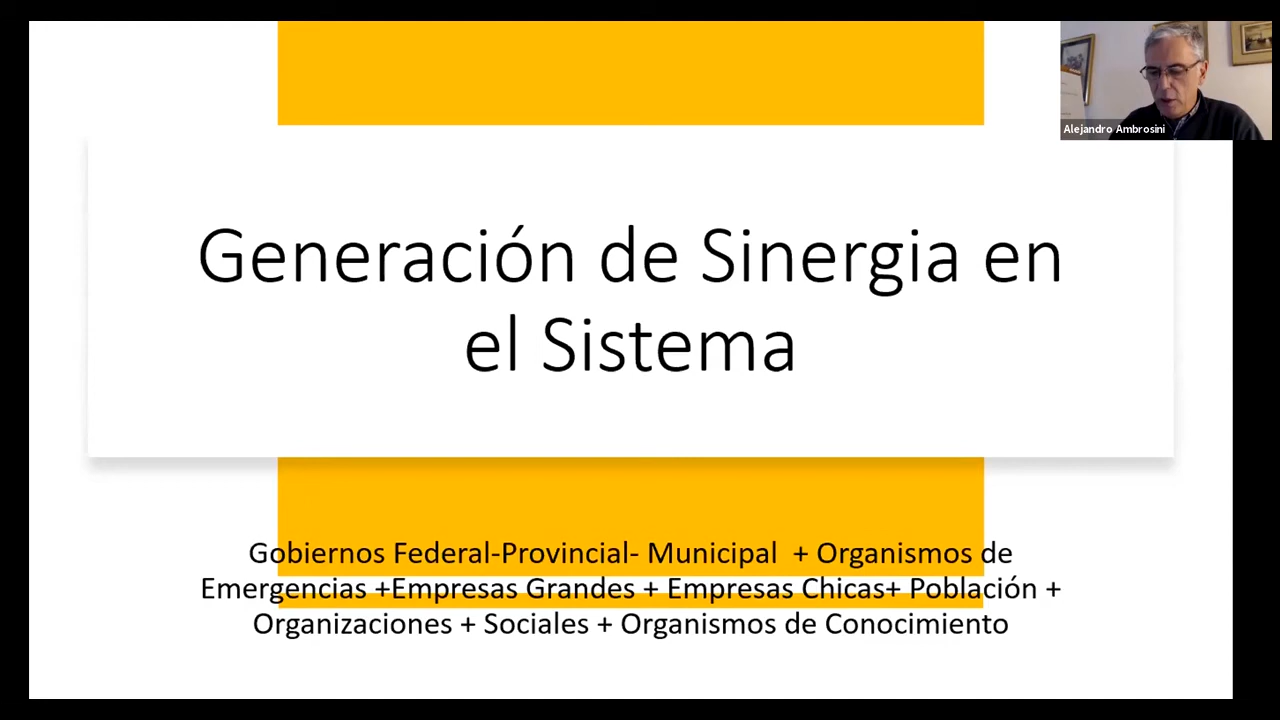 Alejandro Ambrosini
Generación de Sinergia en
el Sistema
Gobiernos Federal-Provincial- Municipal + Organismos de
Emergencias +Empresas Grandes + Empresas Chicas+ Población +
Organizaciones + Sociales + Organismos de Conocimiento